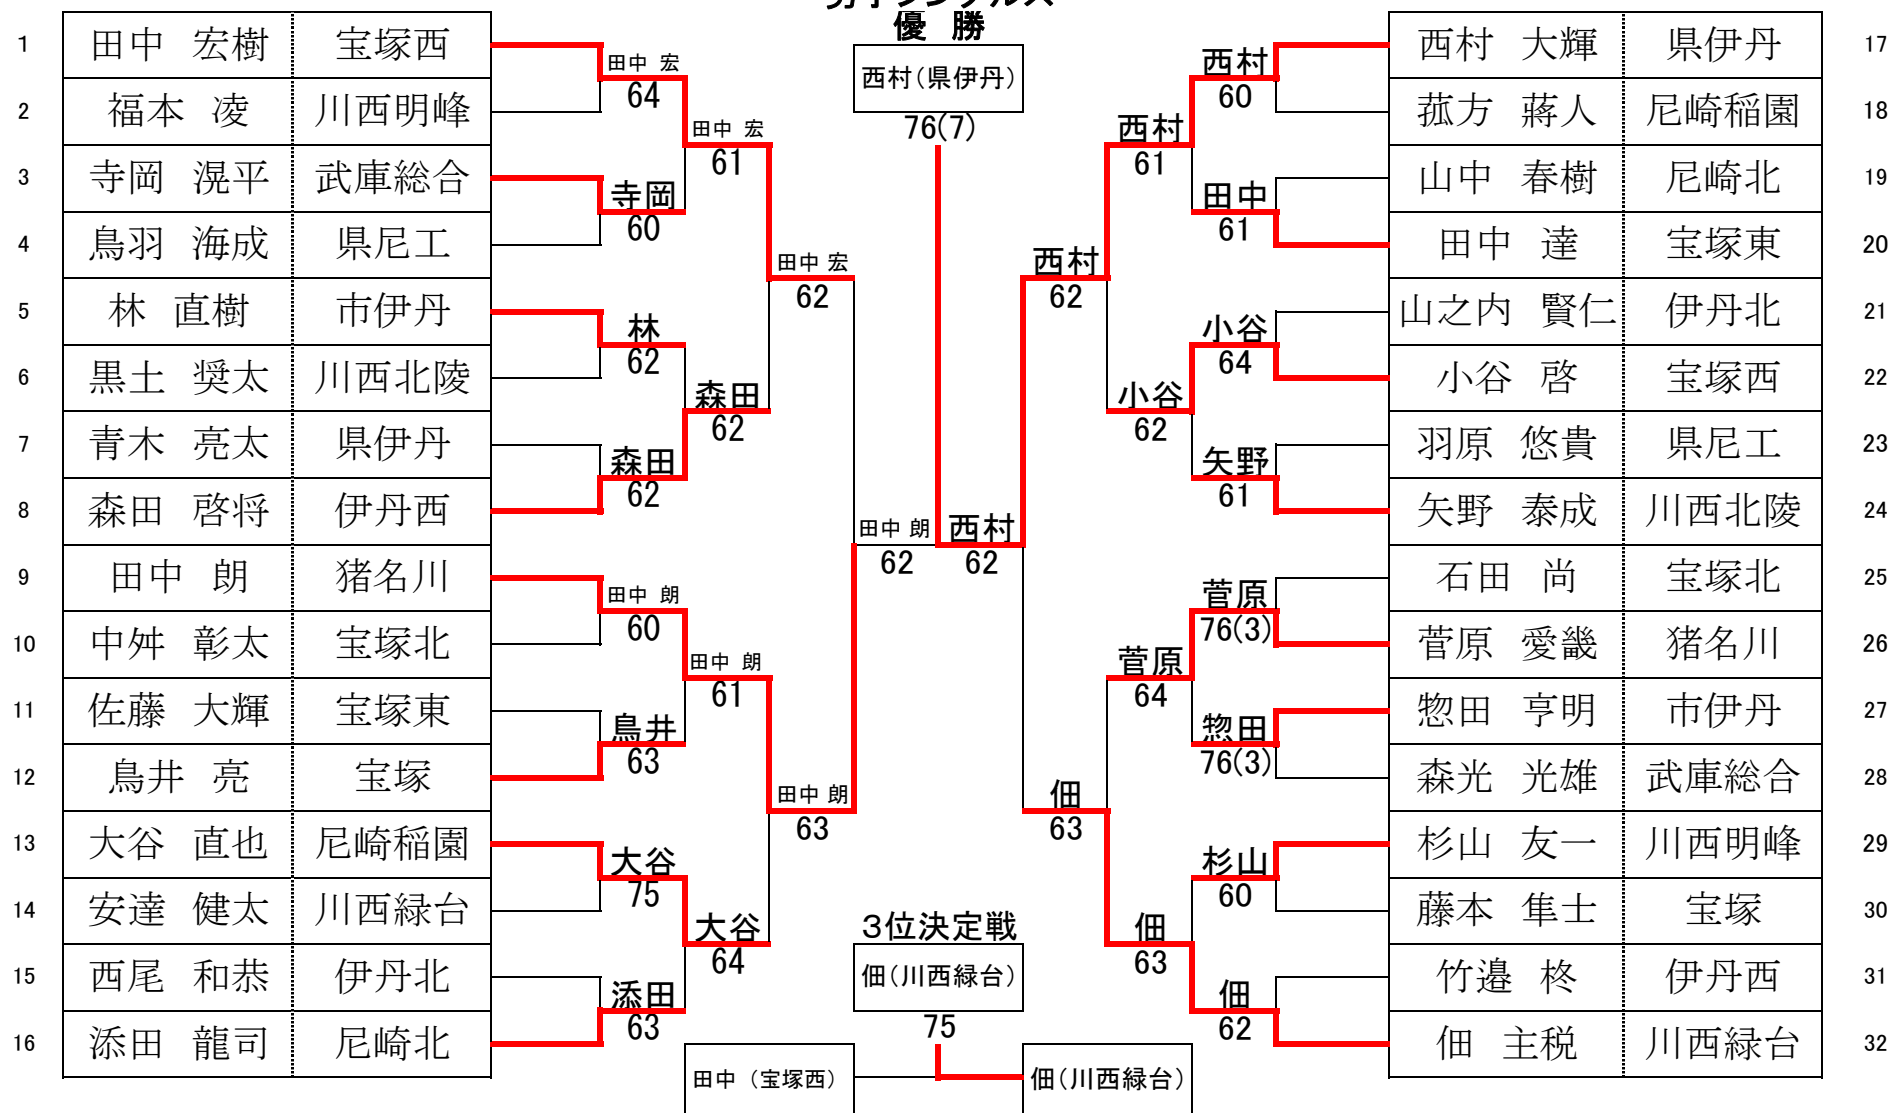 男子シングルス
優 勝
西村(県伊丹)
76(7)
1 田中 宏樹 宝塚西
2 福本 凌 川西明峰
3 寺岡 滉平 武庫総合
4 鳥羽 海成 県尼工
5 林 直樹 市伊丹
6 黒土 奨太 川西北陵
7 青木 亮太 県伊丹
8 森田 啓将 伊丹西
9 田中 朗 猪名川
10 中舛 彰太 宝塚北
11 佐藤 大輝 宝塚東
12 鳥井 亮 宝塚
13 大谷 直也 尼崎稲園
14 安達 健太 川西緑台
15 西尾 和恭 伊丹北
16 添田 龍司 尼崎北
田中 宏
64
寺岡
60
林
62
森田
62
田中 朗
60
鳥井
63
大谷
75
添田
63
田中 宏
61
森田
62
田中 朗
61
大谷
64
田中 宏
62
田中 朗
63
田中 朗
62
西村
62
西村
62
佃
63
西村
61
小谷
62
菅原
64
佃
63
西村
60
田中
61
小谷
64
矢野
61
菅原
76(3)
惣田
76(3)
杉山
60
佃
62
西村 大輝 県伊丹 17
菰方 蔣人 尼崎稲園 18
山中 春樹 尼崎北 19
田中 達 宝塚東 20
山之内 賢仁 伊丹北 21
小谷 啓 宝塚西 22
羽原 悠貴 県尼工 23
矢野 泰成 川西北陵 24
石田 尚 宝塚北 25
菅原 愛畿 猪名川 26
惣田 亨明 市伊丹 27
森光 光雄 武庫総合 28
杉山 友一 川西明峰 29
藤本 隼士 宝塚 30
竹邉 柊 伊丹西 31
佃 主税 川西緑台 32
3位決定戦
佃(川西緑台)
75
田中 (宝塚西)
佃(川西緑台)